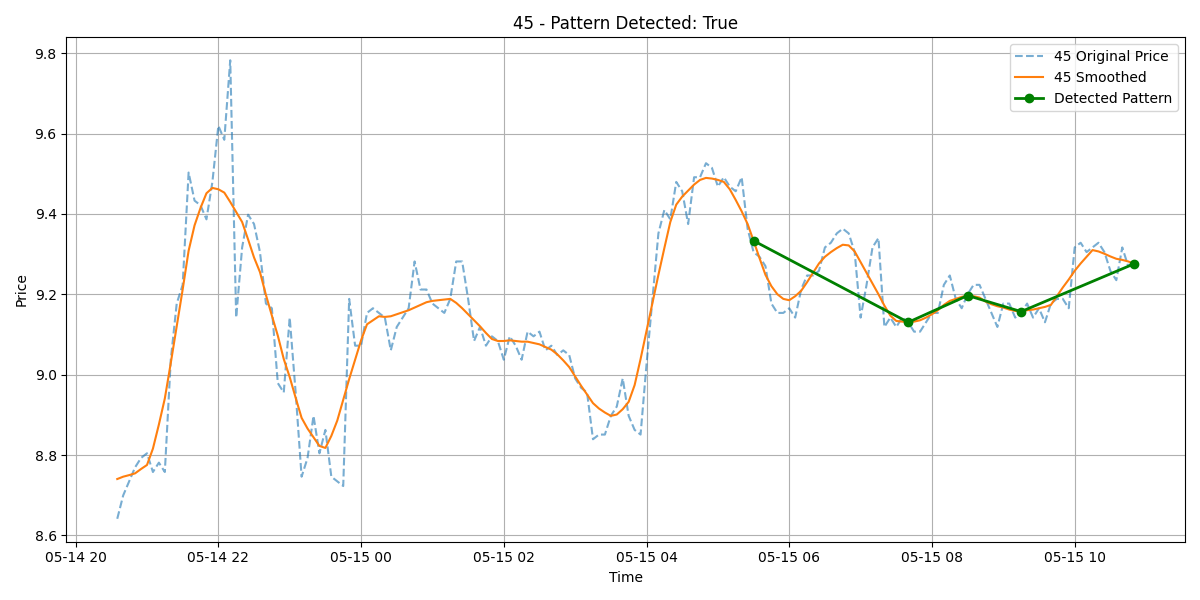 45 - Pattern Detected: True
45 Original Price
45 Smoothed
Detected Pattern
Price
9.8
9.6
9.4
9.2
9.0
8.8
8.6
05-14 20
05-14 22
05-15 00
05-15 02
05-15 04
05-15 06
05-15 08
05-15 10
Time